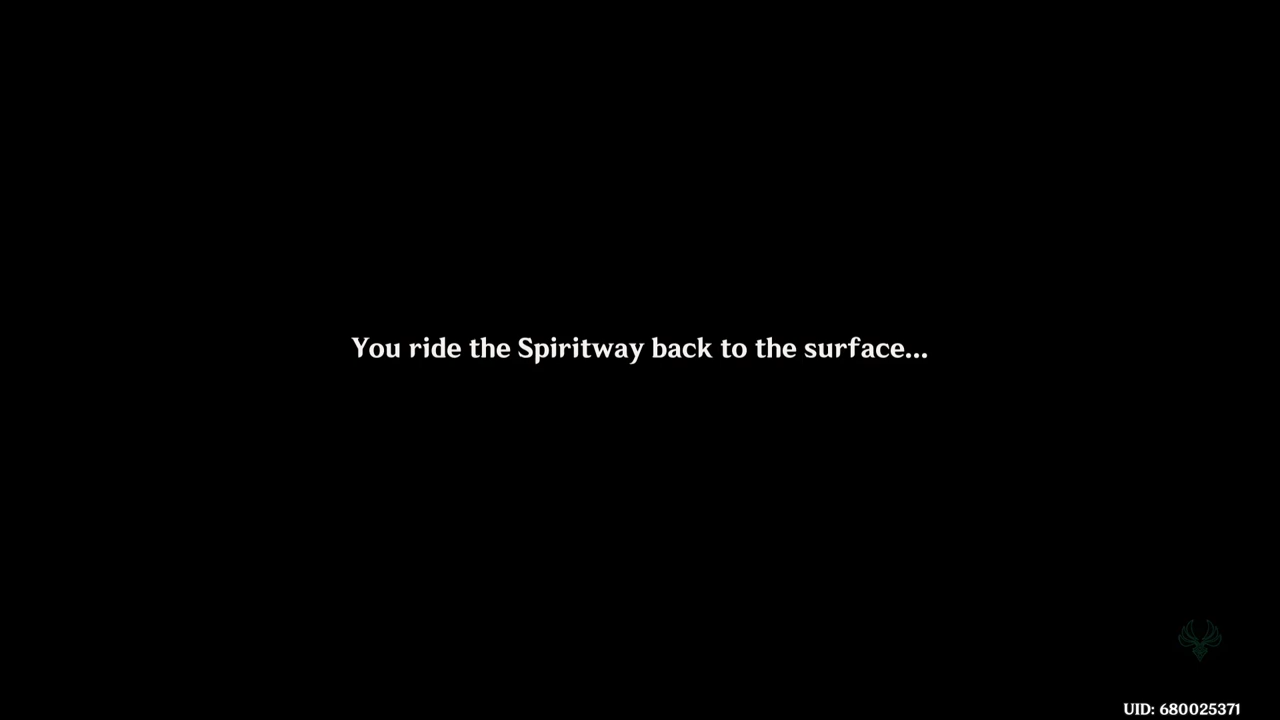 You ride the Spiritway back to the surface...
UID: 680025371